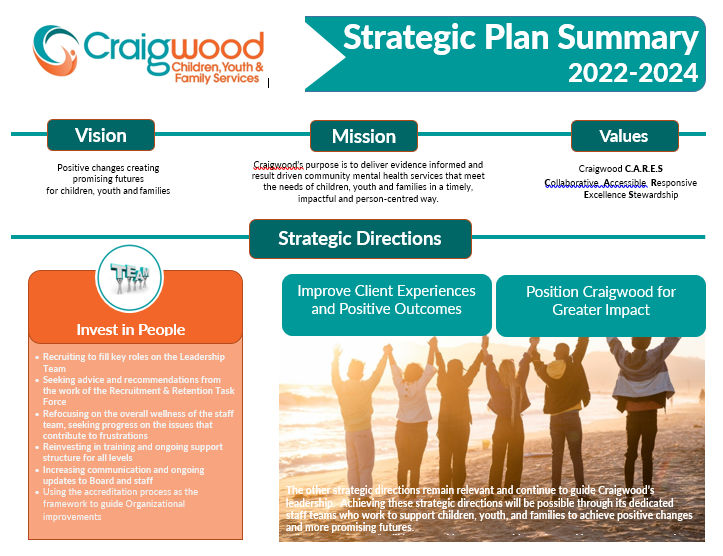 Craigwood
Children, Youth &
Family Services
Strategic Plan Summary
2022-2024
Vision
Positive changes creating
promising futures
for children, youth and families
Mission
Craigwood's purpose is to deliver evidence informed and
result driven community mental health services that meet
the needs of children, youth and families in a timely,
impactful and person-centred way.
Values
Craigwood C.A.R.E.S
Collaborative, Accessible, Responsive
Excellence Stewardship
Strategic Directions
TEAM
Invest in People
• Recruiting to fill key roles on the Leadership
Team
• Seeking advice and recommendations from
the work of the Recruitment & Retention Task
Force
• Refocusing on the overall wellness of the staff
team, seeking progress on the issues that
contribute to frustrations
• Reinvesting in training and ongoing support
structure for all levels
• Increasing communication and ongoing
updates to Board and staff
• Using the accreditation process as the
framework to guide Organizational
improvements
Improve Client Experiences
and Positive Outcomes
Position Craigwood for
Greater Impact
The other strategic directions remain relevant and continue to guide Craigwood's
leadership. Achieving these strategic directions will be possible through its dedicated
staff teams who work to support children, youth, and families to achieve positive changes
and more promising futures.